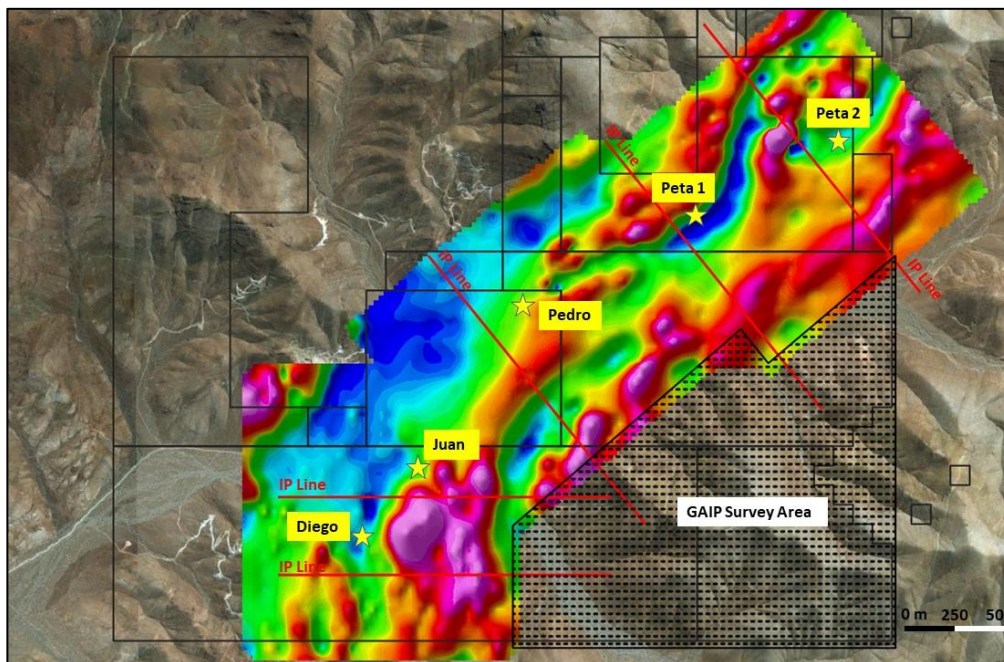 Peta 2
IP Line
Peta 1
IP Line
IP Line
Pedro
Juan
IP Line
GAIP Survey Area
Diego
IP Line
0 m 250 50